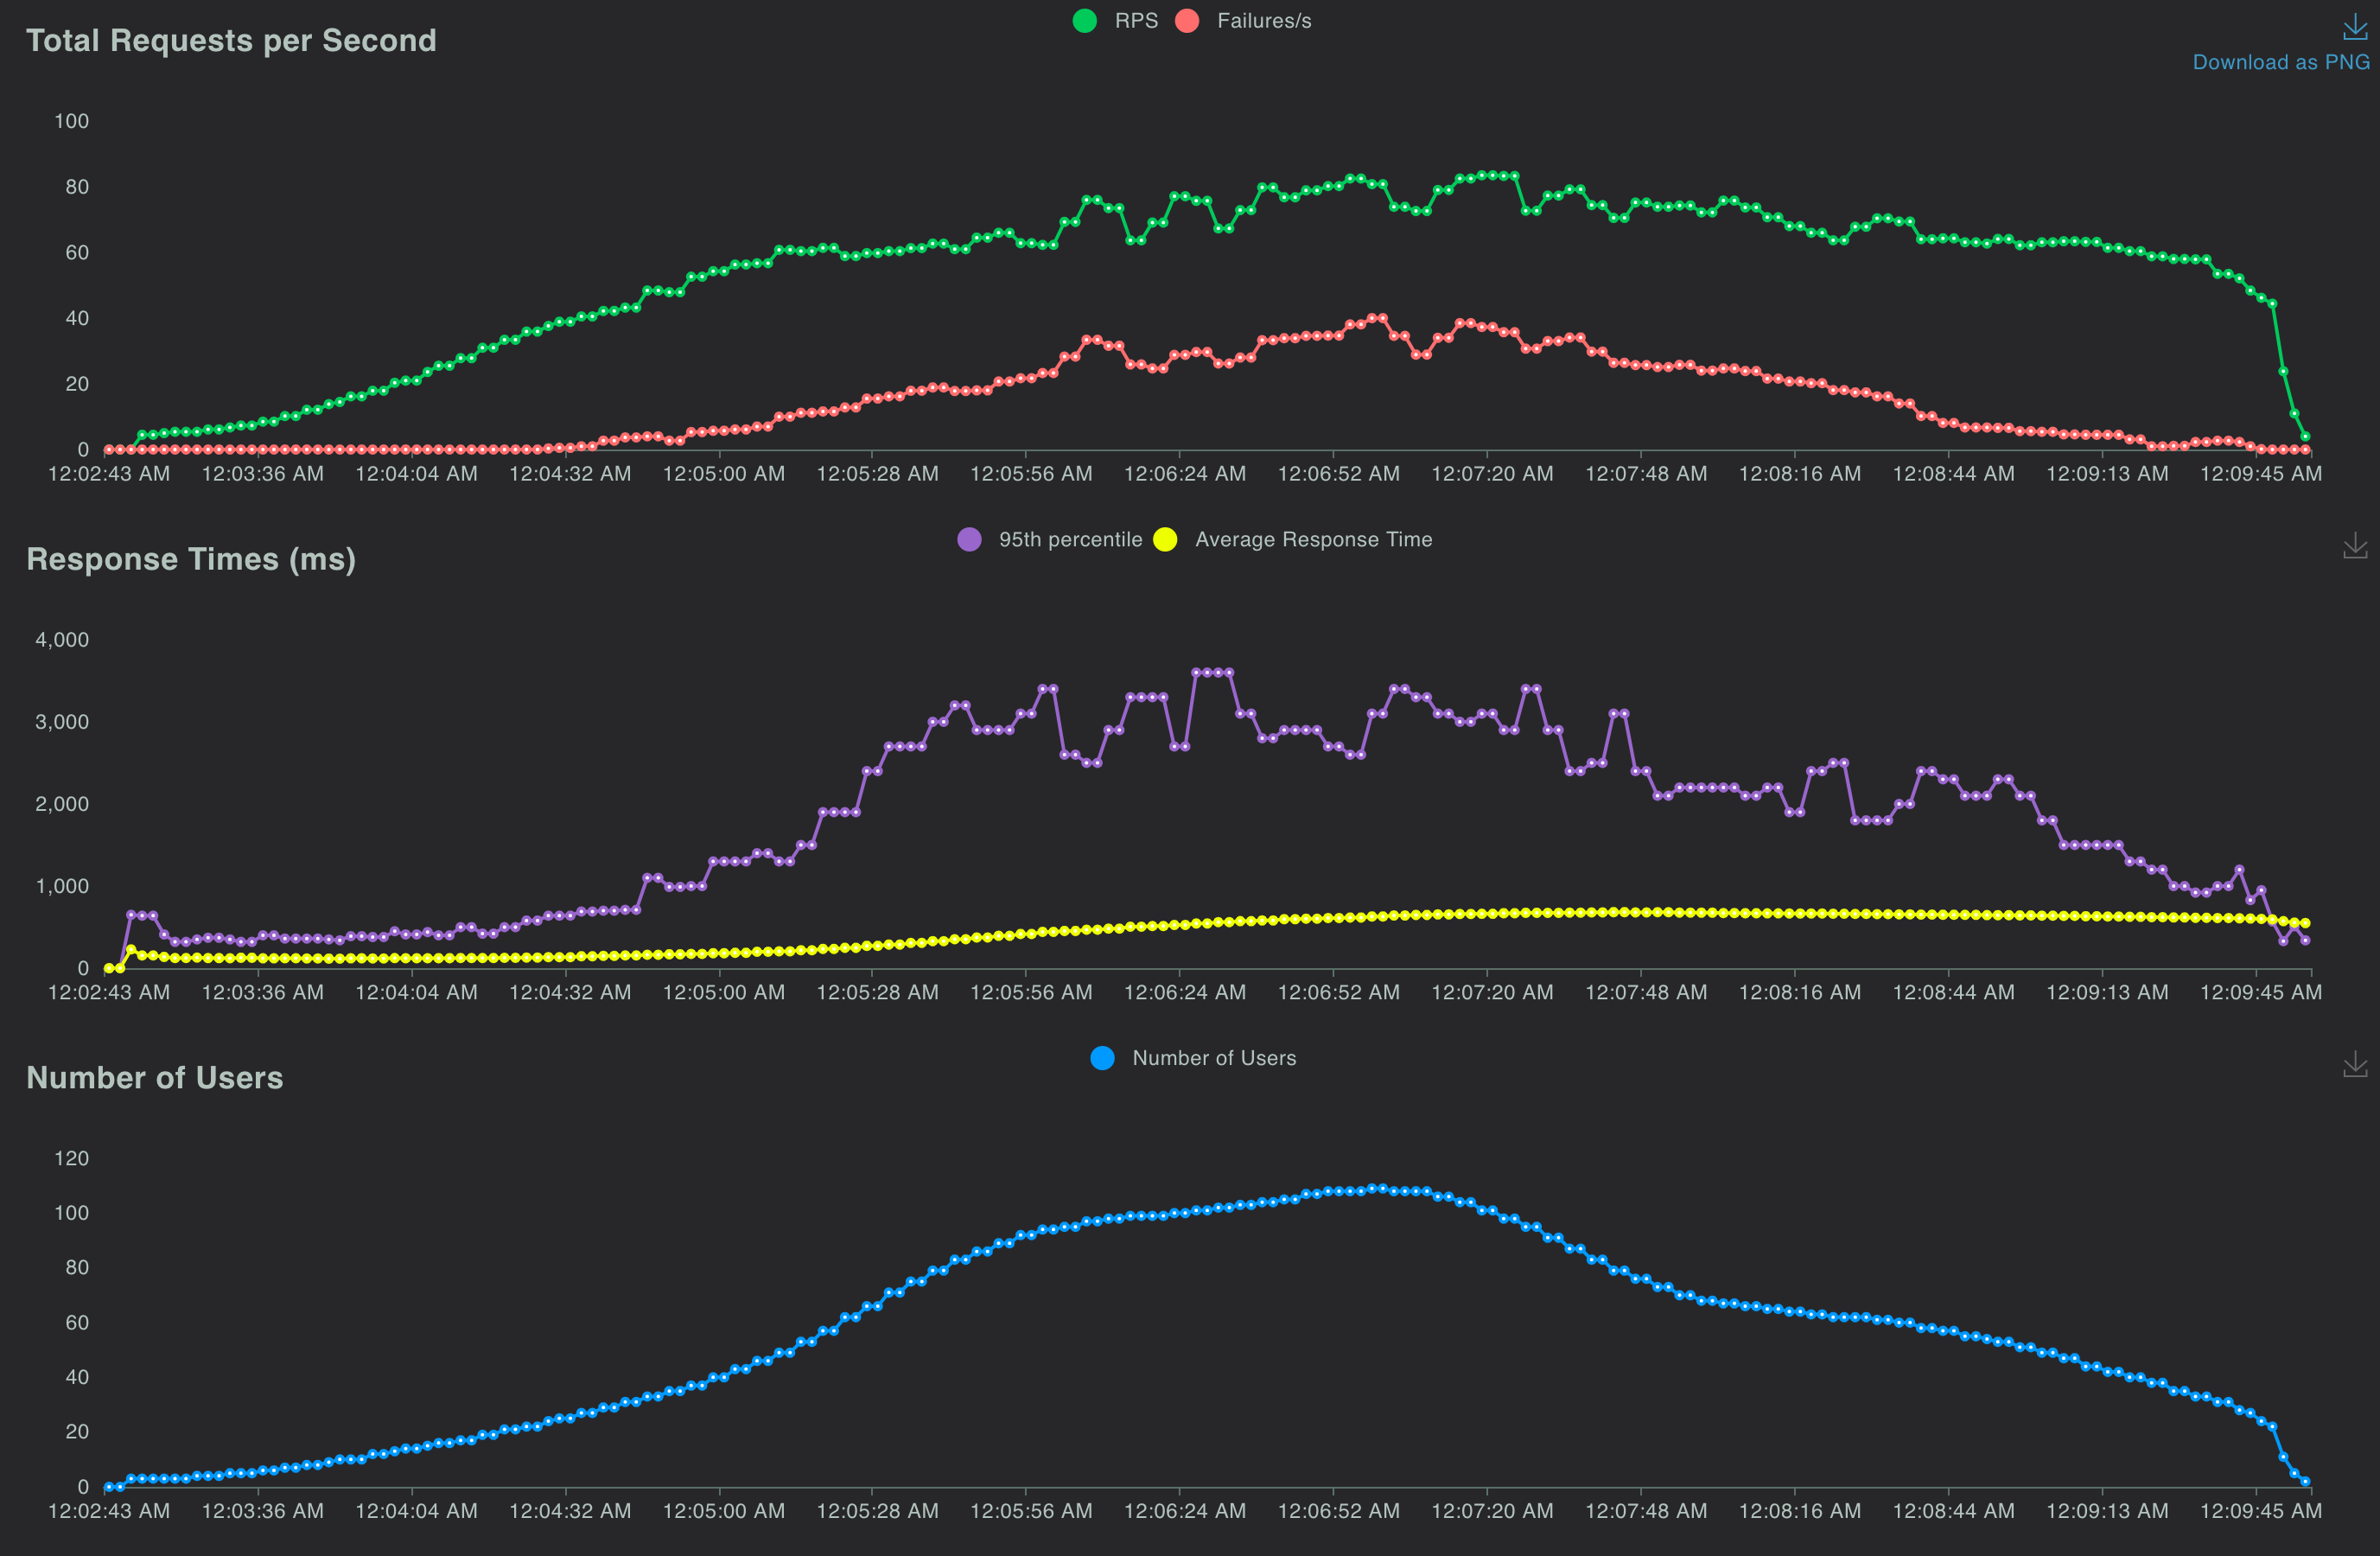 RPS Failures/s
Total Requests per Second
Download as PNG
100
80
60
40
20
0
12:02:43 AM 12:03:36 AM 12:04:04 AM 12:04:32 AM 12:05:00 AM 12:05:28 AM 12:05:56 AM 12:06:24 AM 12:06:52 AM 12:07:20 AM 12:07:48 AM 12:08:16 AM 12:08:44 AM 12:09:13 AM 12:09:45 AM
95th percentile Average Response Time
Response Times (ms)
4,000
3,000
2,000
1,000
0
12:02:43 AM 12:03:36 AM 12:04:04 AM 12:04:32 AM 12:05:00 AM 12:05:28 AM 12:05:56 AM 12:06:24 AM 12:06:52 AM 12:07:20 AM 12:07:48 AM 12:08:16 AM 12:08:44 AM 12:09:13 AM 12:09:45 AM
Number of Users
Number of Users
120
100
80
60
40
20
0
12:02:43 AM 12:03:36 AM 12:04:04 AM 12:04:32 AM 12:05:00 AM 12:05:28 AM 12:05:56 AM 12:06:24 AM 12:06:52 AM 12:07:20 AM 12:07:48 AM 12:08:16 AM 12:08:44 AM 12:09:13 AM 12:09:45 AM